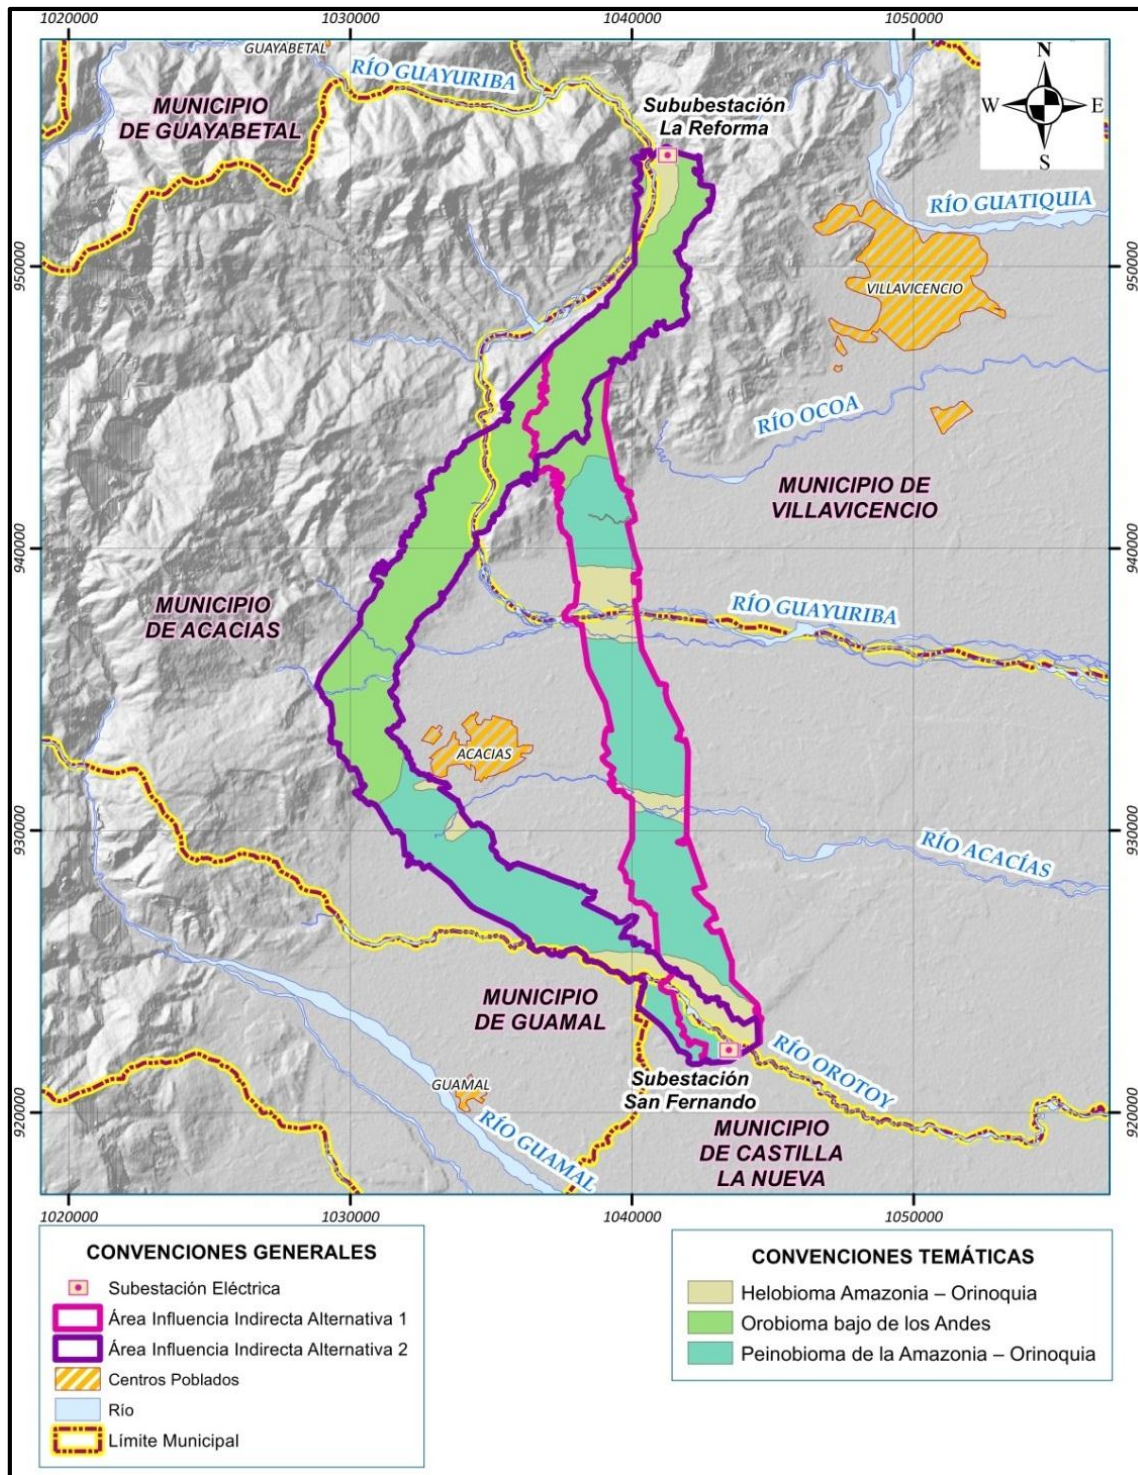 1020000
1030000
1040000
1050000
GUAYABETAL
RÍO GUAYURIBA
N
W
E
S
MUNICIPIO
DE GUAYABETAL
Sububestación
La Reforma
RÍO GUATIQUIA
950000
950000
VILLAVICENCIO
RÍO OCOA
MUNICIPIO DE
VILLAVICENCIO
940000
940000
MUNICIPIO
DE ACACIAS
RÍO GUAYURIBA
ACACIAS
930000
930000
RÍO ACACÍAS
MUNICIPIO
DE GUAMAL
RÍO OROTOY
GUAMAL
Subestación
San Fernando
920000
920000
RÍO GUAMAL
MUNICIPIO
DE CASTILLA
LA NUEVA
1020000
1030000
1040000
1050000
CONVENCIONES GENERALES
Subestación Eléctrica
Área Influencia Indirecta Alternativa 1
Área Influencia Indirecta Alternativa 2
Centros Poblados
Río
Límite Municipal
CONVENCIONES TEMÁTICAS
Helobioma Amazonia – Orinoquia
Orobioma bajo de los Andes
Peinobioma de la Amazonia – Orinoquia